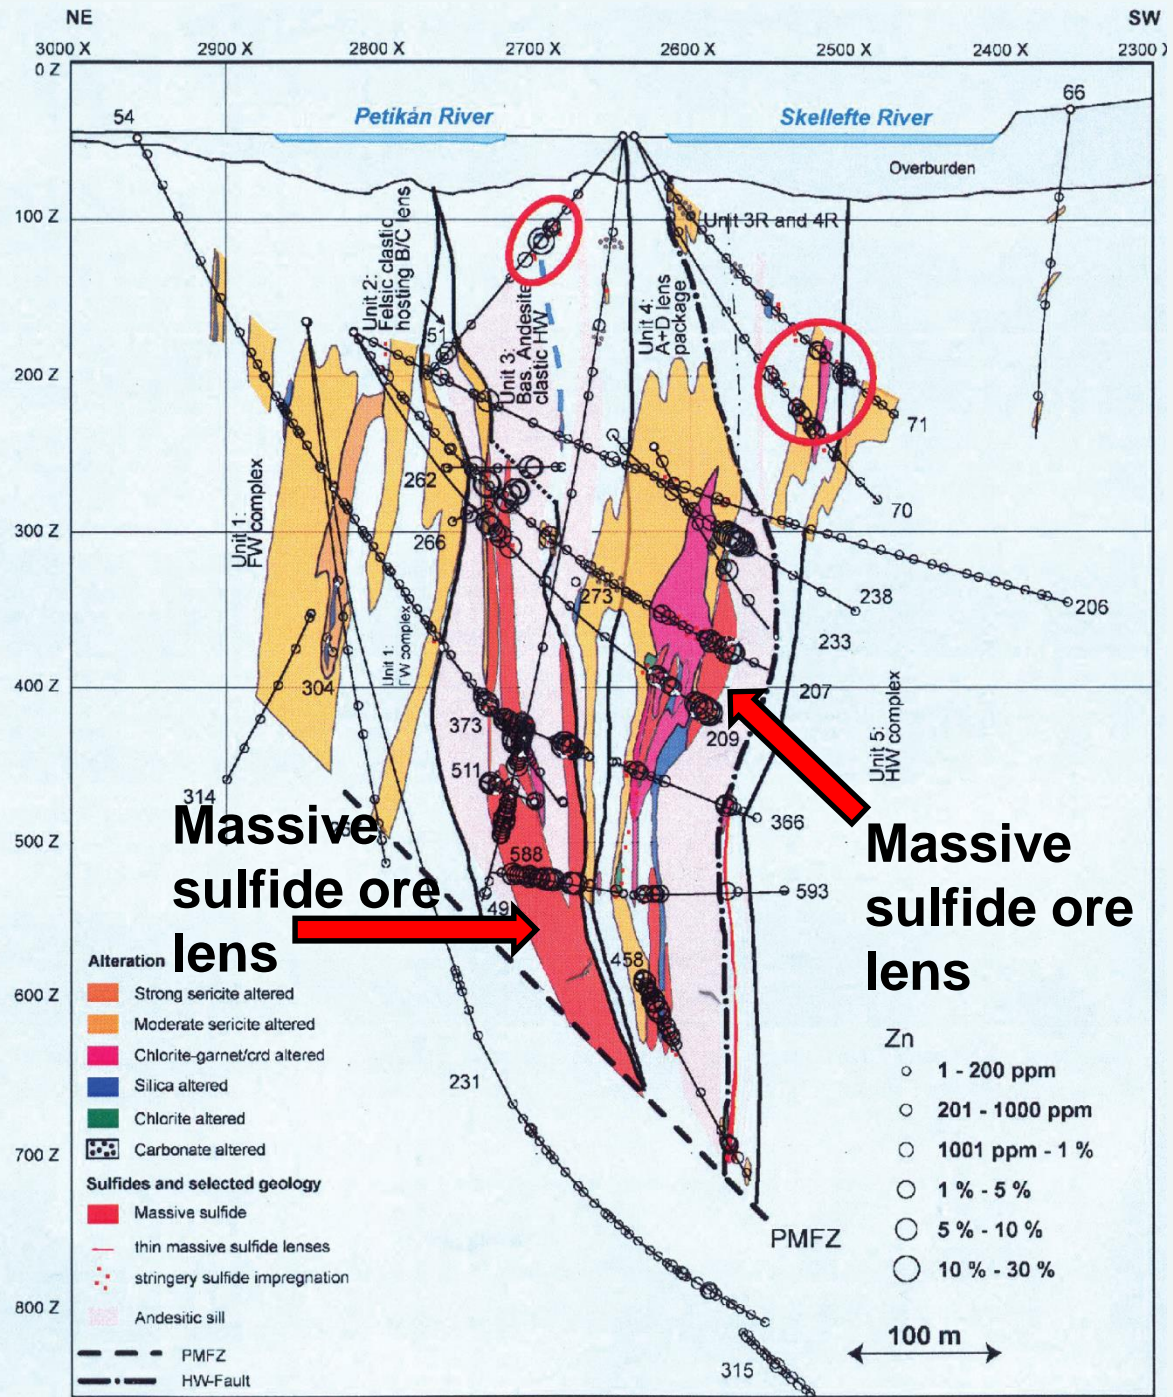 NE
SW
3000 X
2900 X
2800 X
2700 X
2600 X
2500 X
2400 X
2300 X
0 Z
100 Z
200 Z
300 Z
400 Z
500 Z
600 Z
700 Z
800 Z
54
66
Petikån River
Skellefte River
Overburden
Unit 3R and 4R
Unit 2:
Felsic clastic
hosting B/C lens
51
Unit 3:
Bas. Andesite
clastic HW
Unit 4:
A+D lens
package
71
70
262
266
Unit 1:
FW complex
273
238
206
233
Unit 1:
FW complex
304
207
373
209
Unit 5:
HW complex
511
314
366
Massive
sulfide ore
lens
Massive
sulfide ore
lens
588
593
49
458
231
315
PMFZ
Alteration
Strong sericite altered
Moderate sericite altered
Chlorite-garnet/crd altered
Silica altered
Chlorite altered
Carbonate altered
Sulfides and selected geology
Massive sulfide
thin massive sulfide lenses
stringery sulfide impregnation
Andesitic sill
PMFZ
HW-Fault
Zn
1 - 200 ppm
201 - 1000 ppm
1001 ppm - 1 %
1 % - 5 %
5 % - 10 %
10 % - 30 %
100 m